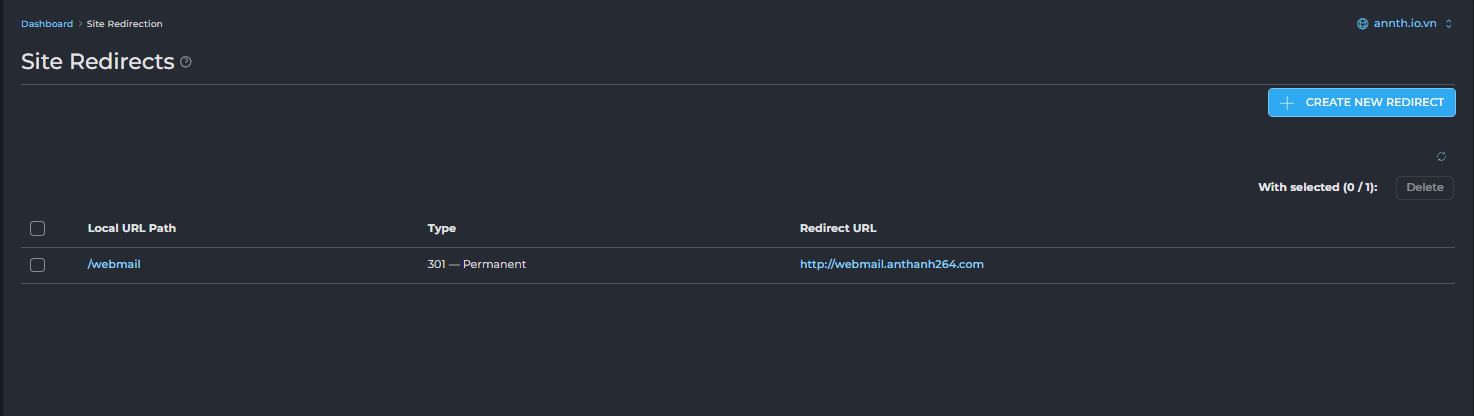 Dashboard > Site Redirection
annth.io.vn
Site Redirects
CREATE NEW REDIRECT
With selected (0 / 1): Delete
Local URL Path Type Redirect URL
/webmail 301 — Permanent http://webmail.anthanh264.com